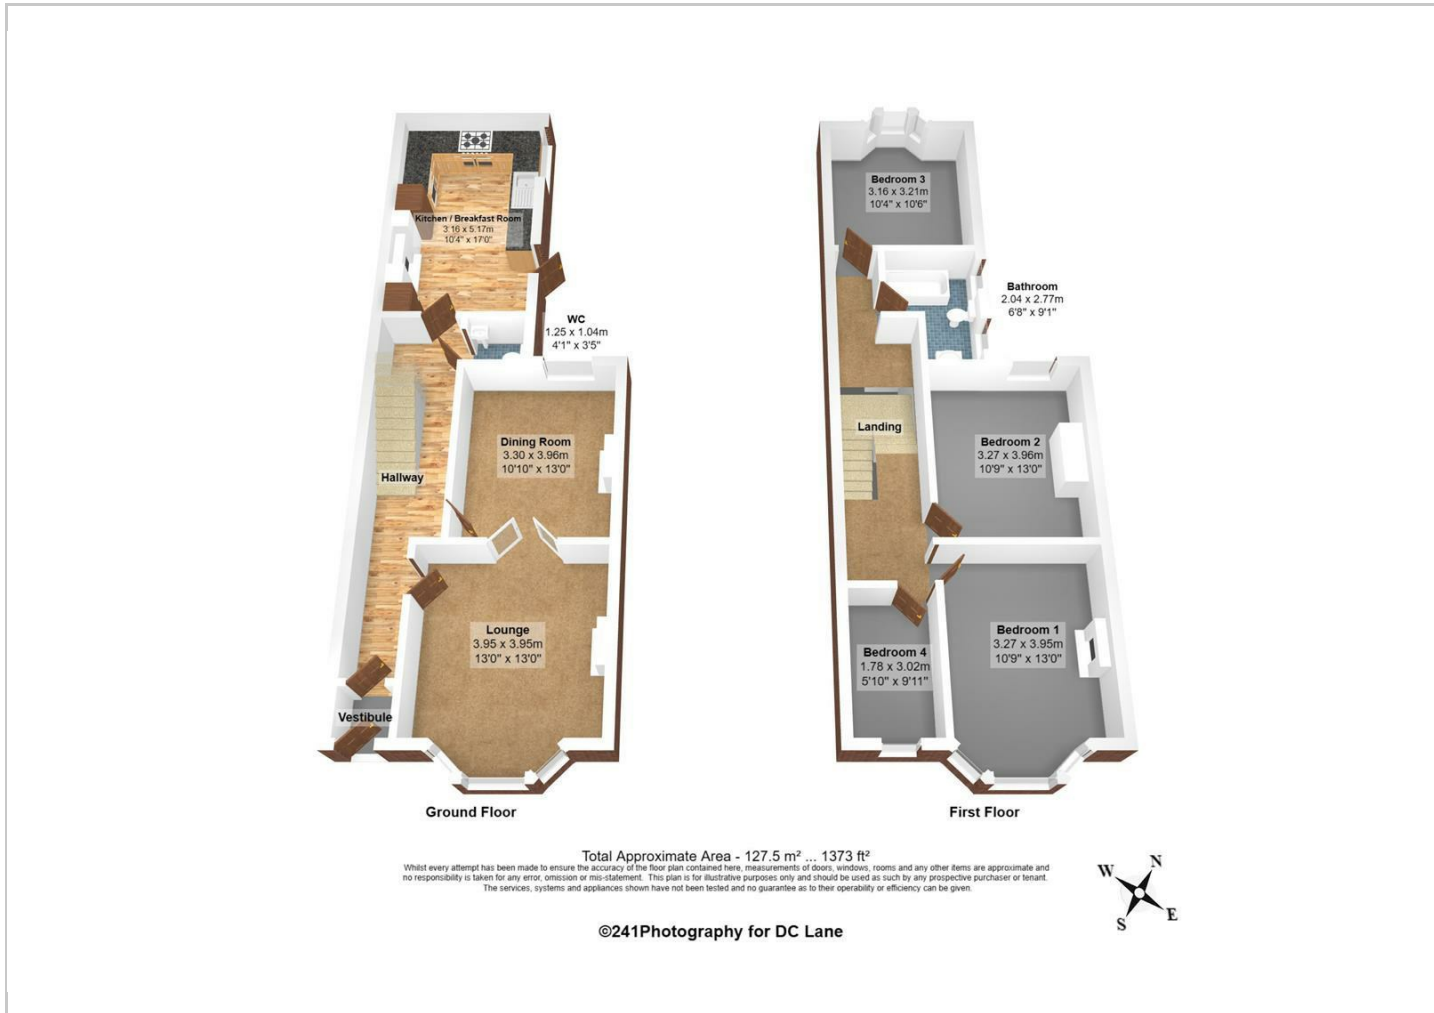 Kitchen / Breakfast Room
3.16 x 5.17m
10'4" x 17'0"
WC
1.25 x 1.04m
4'1" x 3'5"
Dining Room
3.30 x 3.96m
10'10" x 13'0"
Hallway
Lounge
3.95 x 3.95m
13'0" x 13'0"
Vestibule
Ground Floor
Bedroom 3
3.16 x 3.21m
10'4" x 10'6"
Bathroom
2.04 x 2.77m
6'8" x 9'1"
Landing
Bedroom 2
3.27 x 3.96m
10'9" x 13'0"
Bedroom 1
3.27 x 3.95m
10'9" x 13'0"
Bedroom 4
1.78 x 3.02m
5'10" x 9'11"
First Floor
Total Approximate Area - 127.5 m² ... 1373 ft²
Whilst every attempt has been made to ensure the accuracy of the floor plan contained here, measurements of doors, windows, rooms and any other items are approximate and
no responsibility is taken for any error, omission or mis-statement. This plan is for illustrative purposes only and should be used as such by any prospective purchaser or tenant.
The services, systems and appliances shown have not been tested and no guarantee as to their operability or efficiency can be given.
©241Photography for DC Lane
N
W
E
S